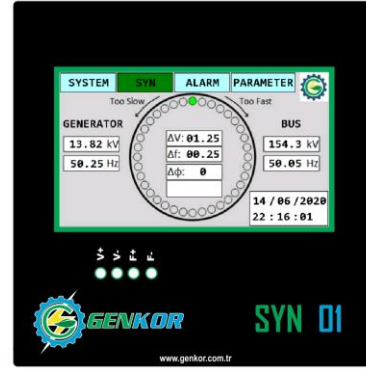 SYSTEM SYN ALARM PARAMETER
Too Slow Too Fast
GENERATOR BUS
13.82 kV ΔV: 01.25 154.3 kV
50.25 Hz Δf: 00.25 50.05 Hz
Δφ: 0
14/06/2020
22:16:01
V+ V- F+ F-
GENKOR SYN 01
www.genkor.com.tr